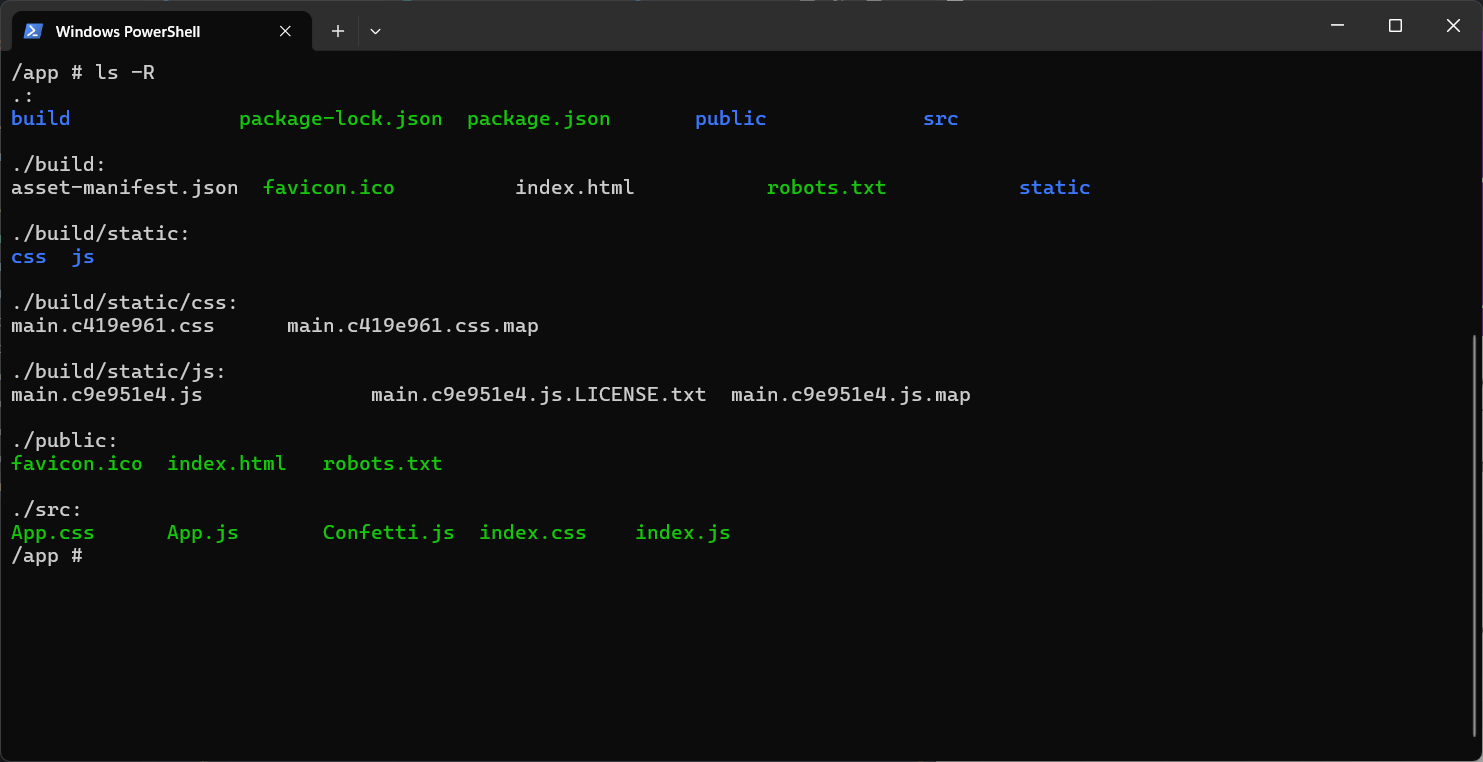 Windows PowerShell
/app # ls -R
.:
build package-lock.json package.json public src
./build:
asset-manifest.json favicon.ico index.html robots.txt static
./build/static:
css js
./build/static/css:
main.c419e961.css main.c419e961.css.map
./build/static/js:
main.c9e951e4.js main.c9e951e4.js.LICENSE.txt main.c9e951e4.js.map
./public:
favicon.ico index.html robots.txt
./src:
App.css App.js Confetti.js index.css index.js
/app #